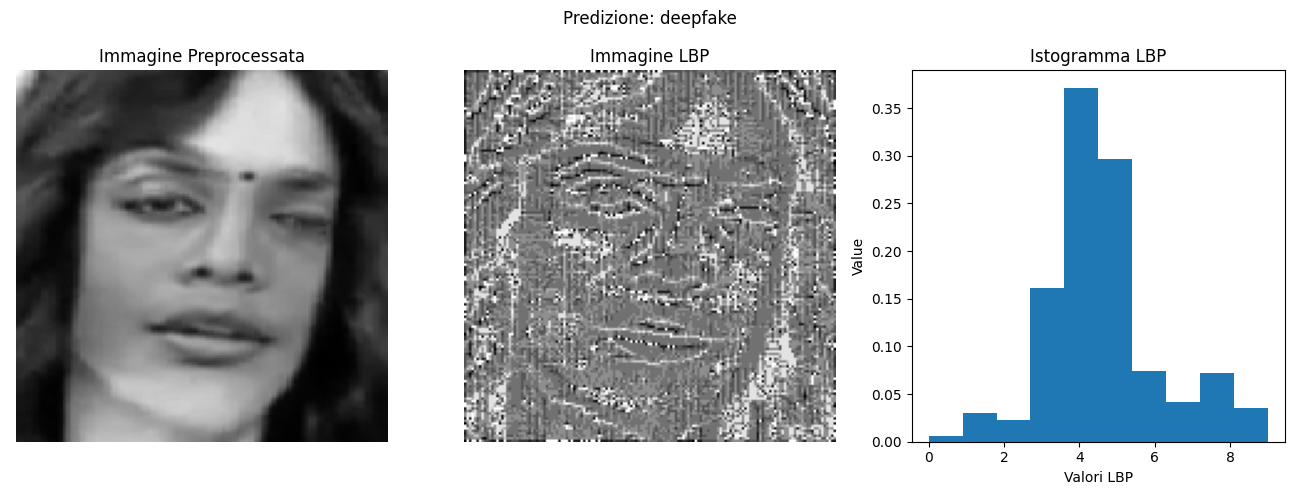 Predizione: deepfake
Immagine Preprocessata
Immagine LBP
Istogramma LBP
Value
0.35
0.30
0.25
0.20
0.15
0.10
0.05
0.00
0 2 4 6 8
Valori LBP